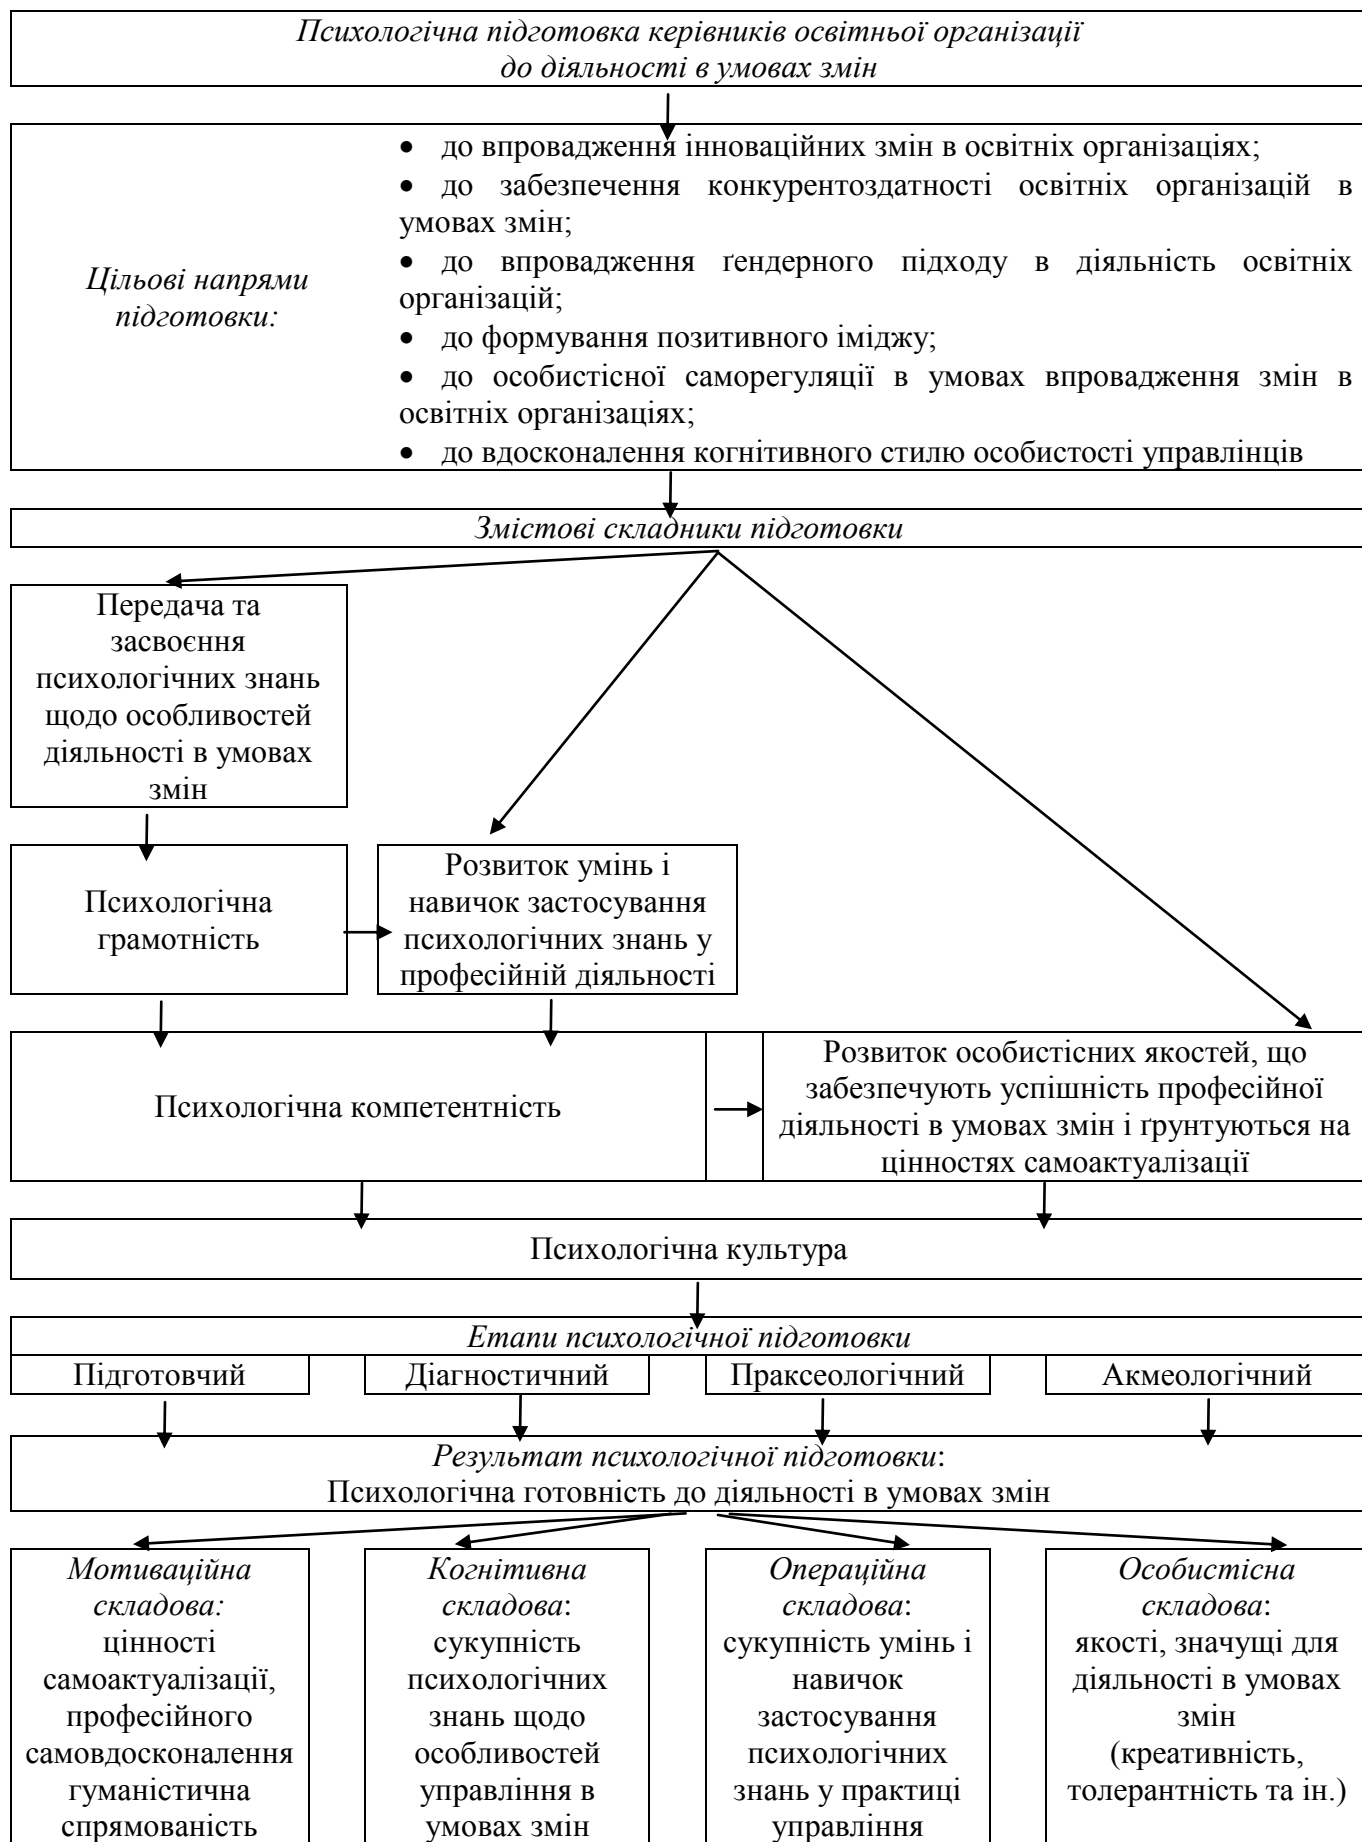 Психологічна підготовка керівників освітньої організації
до діяльності в умовах змін
Цільові напрями
підготовки:
• до впровадження інноваційних змін в освітніх організаціях;
• до забезпечення конкурентоздатності освітніх організацій в
умовах змін;
• до впровадження ґендерного підходу в діяльність освітніх
організацій;
• до формування позитивного іміджу;
• до особистісної саморегуляції в умовах впровадження змін в
освітніх організаціях;
• до вдосконалення когнітивного стилю особистості управлінців
Змістові складники підготовки
Передача та
засвоєння
психологічних знань
щодо особливостей
діяльності в умовах
змін
Психологічна
грамотність
Розвиток умінь і
навичок застосування
психологічних знань у
професійній діяльності
Психологічна компетентність
Розвиток особистісних якостей, що
забезпечують успішність професійної
діяльності в умовах змін і ґрунтуються на
цінностях самоактуалізації
Психологічна культура
Етапи психологічної підготовки
Підготовчий
Діагностичний
Праксеологічний
Акмеологічний
Результат психологічної підготовки:
Психологічна готовність до діяльності в умовах змін
Мотиваційна
складова:
цінності
самоактуалізації,
професійного
самовдосконалення
гуманістична
спрямованість
Когнітивна
складова:
сукупність
психологічних
знань щодо
особливостей
управління в
умовах змін
Операційна
складова:
сукупність умінь і
навичок
застосування
психологічних
знань у практиці
управління
Особистісна
складова:
якості, значущі для
діяльності в умовах
змін
(креативність,
толерантність та ін.)